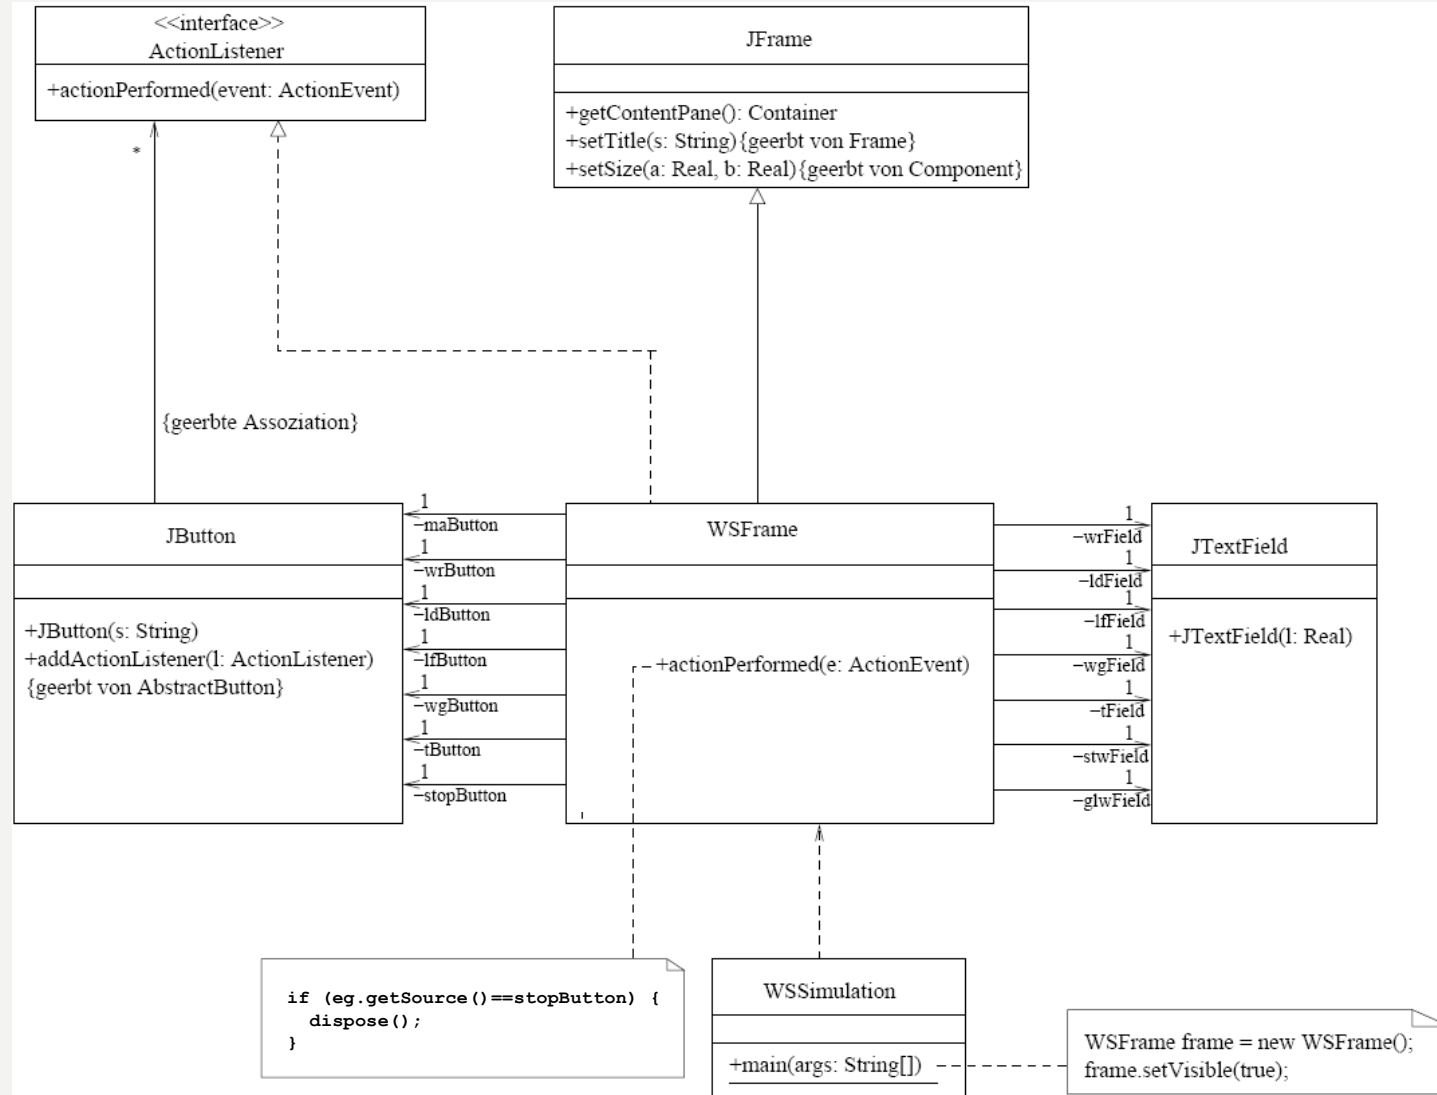 <<interface>>
ActionListener
+actionPerformed(event: ActionEvent)
JFrame
+getContentPane(): Container
+setTitle(s: String){geerbt von Frame}
+setSize(a: Real, b: Real){geerbt von Component}
*
{geerbte Assoziation}
JButton
+JButton(s: String)
+addActionListener(l: ActionListener)
{geerbt von AbstractButton}
1
−maButton
1
−wrButton
1
−ldButton
1
−lfButton
1
−wgButton
1
−tButton
1
−stopButton
WSFrame
+actionPerformed(e: ActionEvent)
1
−wrField
1
−ldField
1
−lfField
1
−wgField
1
−tField
1
−stwField
1
−glwField
JTextField
+JTextField(l: Real)
if (eg.getSource()==stopButton) {
dispose();
}
WSSimulation
+main(args: String[])
WSFrame frame = new WSFrame();
frame.setVisible(true);